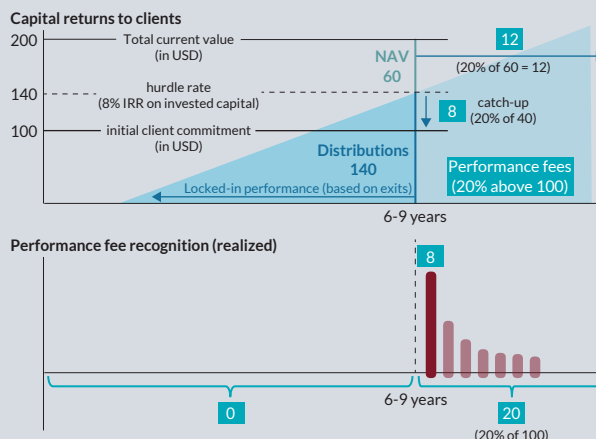 Capital returns to clients
200
Total current value
(in USD)
NAV
60
12
(20% of 60 = 12)
hurdle rate
(8% IRR on invested capital)
140
8
catch-up
(20% of 40)
100
initial client commitment
(in USD)
Distributions
140
Performance fees
(20% above 100)
Locked-in performance (based on exits)
6-9 years
Performance fee recognition (realized)
8
6-9 years
0
20
(20% of 100)